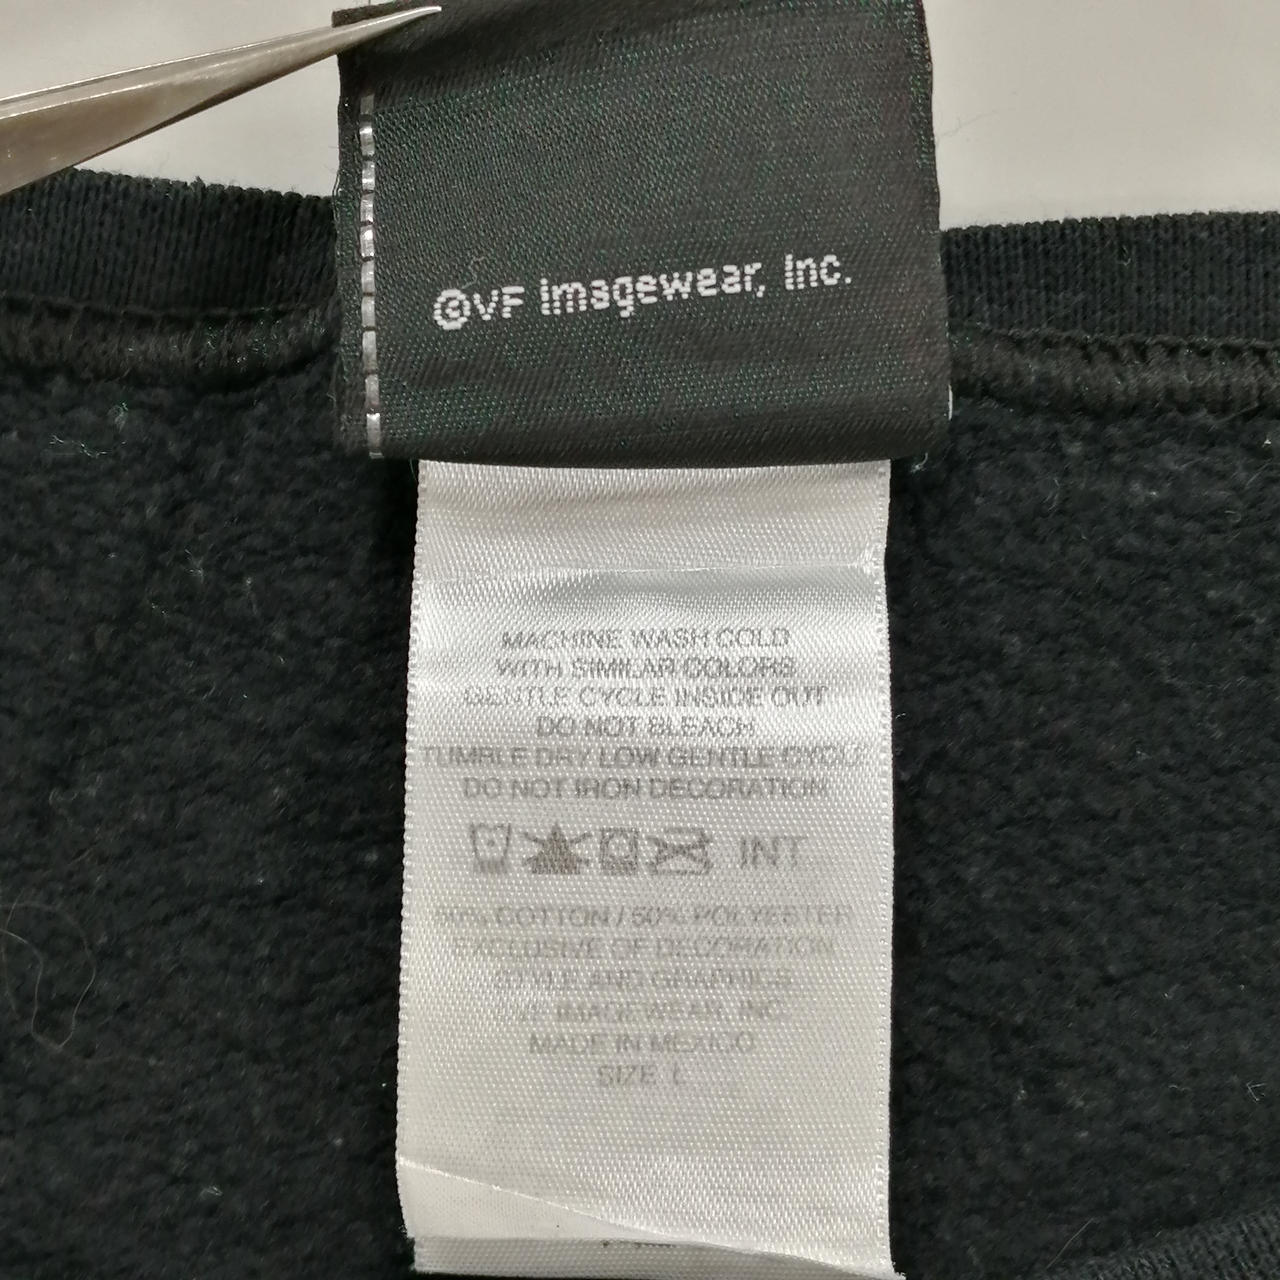 ©VF Imagewear, Inc.
MACHINE WASH COLD
WITH SIMILAR COLORS
GENTLE CYCLE INSIDE OUT
DO NOT BLEACH
TUMBLE DRY LOW GENTLE CYCLE
DO NOT IRON DECORATION
INT
50% COTTON / 50% POLYESTER
EXCLUSIVE OF DECORATION
STYLE AND GRAPHICS
IMAGEWEAR, INC.
MADE IN MEXICO
SIZE L